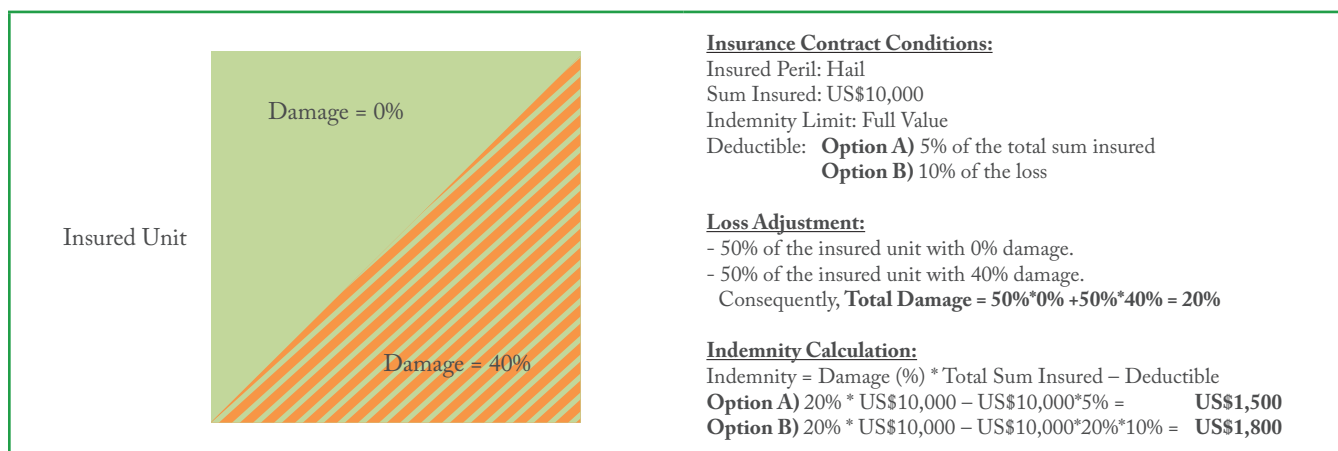 Damage = 0%
Insured Unit
Damage = 40%
Insurance Contract Conditions:
Insured Peril: Hail
Sum Insured: US$10,000
Indemnity Limit: Full Value
Deductible: Option A) 5% of the total sum insured
Option B) 10% of the loss
Loss Adjustment:
- 50% of the insured unit with 0% damage.
- 50% of the insured unit with 40% damage.
Consequently, Total Damage = 50%*0% +50%*40% = 20%
Indemnity Calculation:
Indemnity = Damage (%) * Total Sum Insured – Deductible
Option A) 20% * US$10,000 – US$10,000*5% = US$1,500
Option B) 20% * US$10,000 – US$10,000*20%*10% = US$1,800